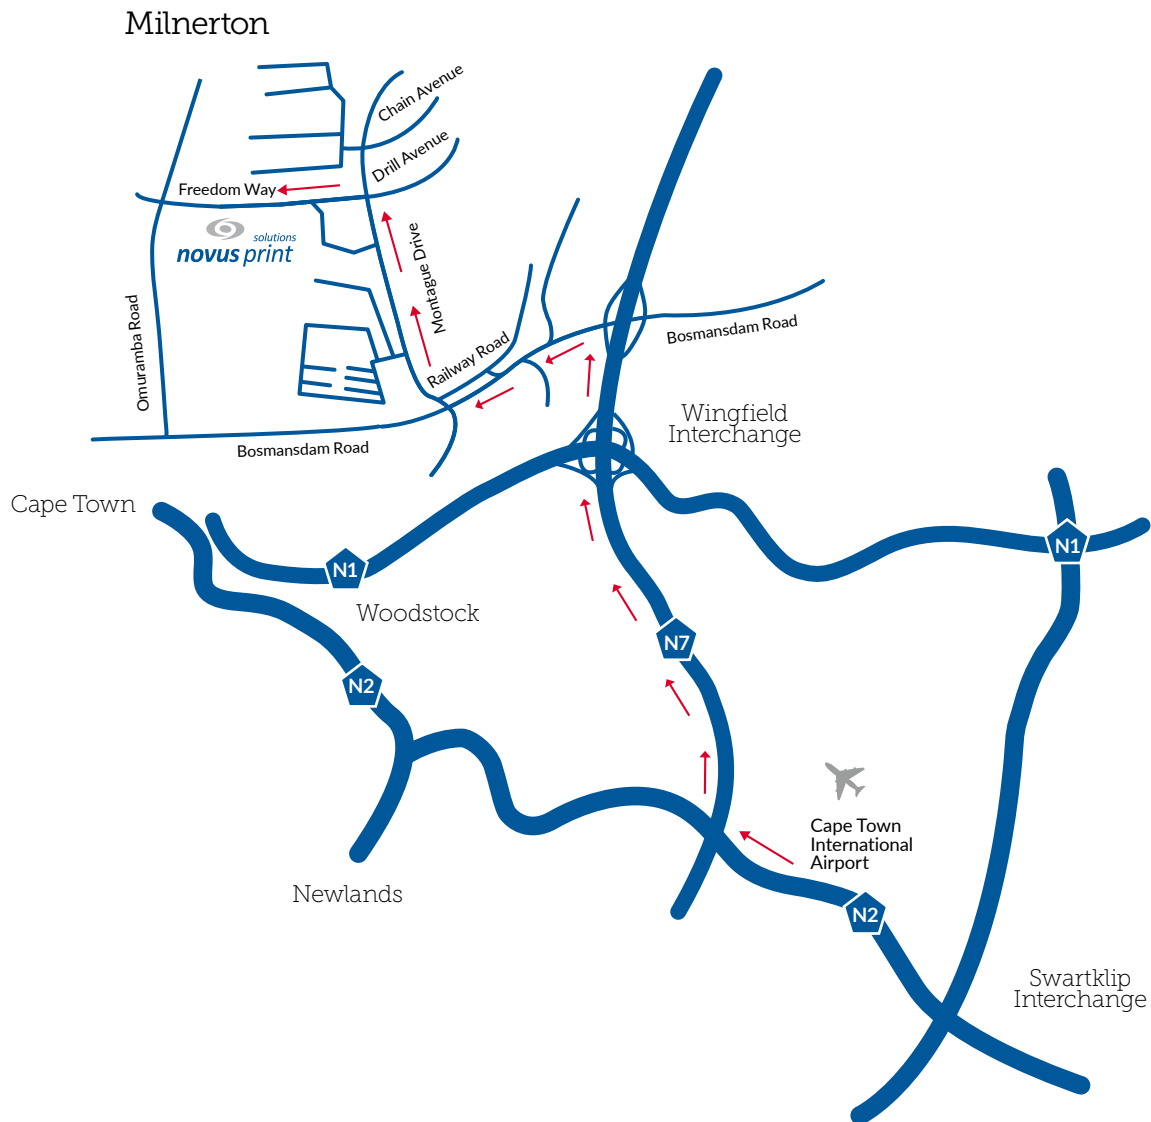 Milnerton
Chain Avenue
Drill Avenue
Freedom Way
solutions
novus print
Montague Drive
Omuramba Road
Railway Road
Bosmansdam Road
Bosmansdam Road
Wingfield
Interchange
Cape Town
N1
N1
Woodstock
N7
N2
Cape Town
International
Airport
Newlands
N2
Swartklip
Interchange